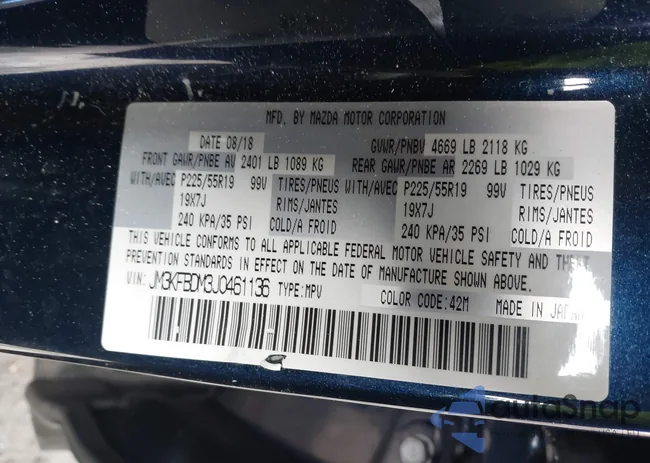 MFD. BY MAZDA MOTOR CORPORATION
DATE 08/18 GVWR/PNBV 4669 LB 2118 KG
FRONT GAWR/PNBE AV 2401 LB 1089 KG REAR GAWR/PNBE AR 2269 LB 1029 KG
WITH/AVEC P225/55R19 99V TIRES/PNEUS WITH/AVEC P225/55R19 99V TIRES/PNEUS
19X7J RIMS/JANTES 19X7J RIMS/JANTES
240 KPA/35 PSI COLD/A FROID 240 KPA/35 PSI COLD/A FROID
THIS VEHICLE CONFORMS TO ALL APPLICABLE FEDERAL MOTOR VEHICLE SAFETY AND THEFT
PREVENTION STANDARDS IN EFFECT ON THE DATE OF MANUFACTURE SHOWN ABOVE.
VIN: JM3KFBDM3J0461136 TYPE:MPV COLOR CODE:42M MADE IN JAPAN
autoSnap